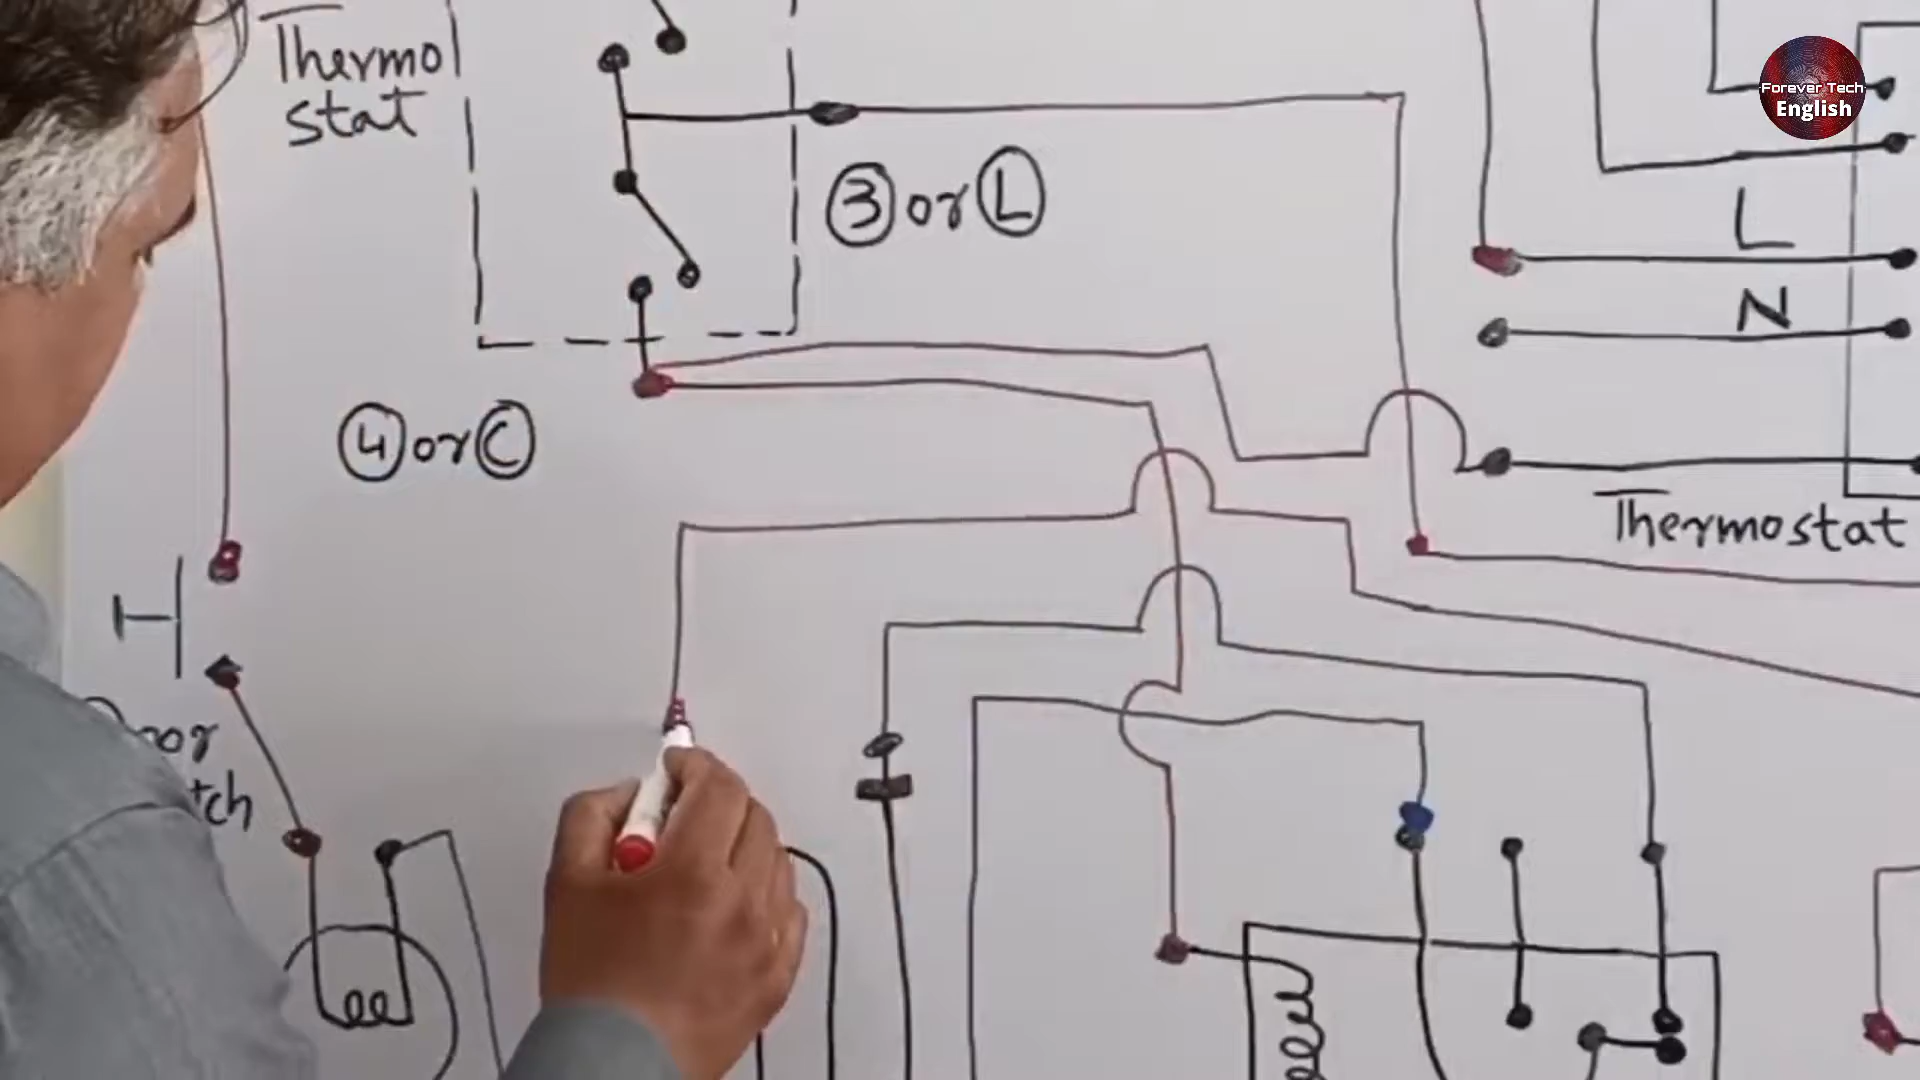 Thermo
stat
Forever Tech
English
3 or L
L
N
4 or C
Thermostat